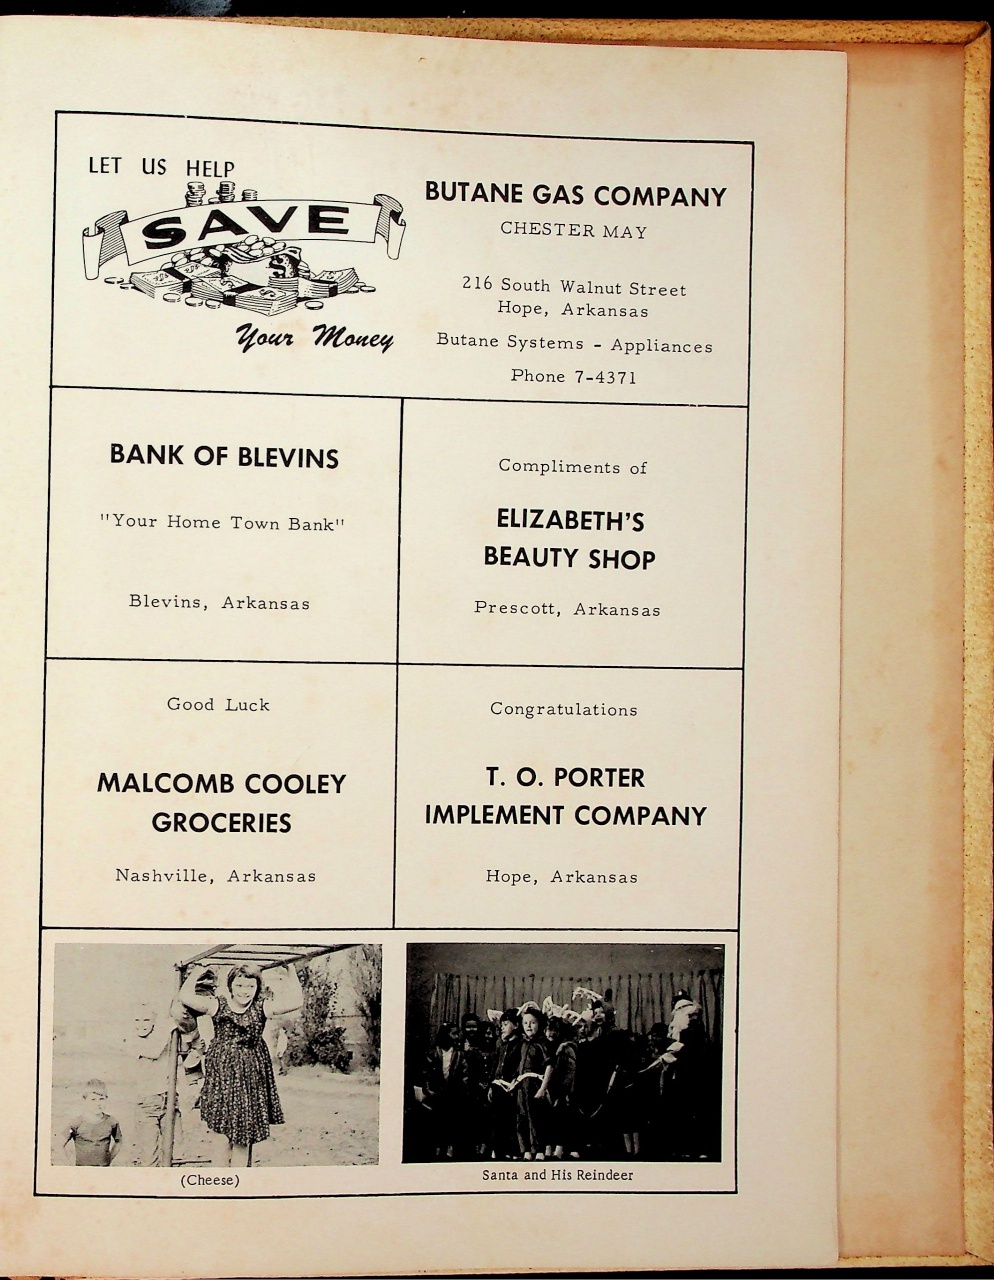 LET US HELP
SAVE
Your Money
BUTANE GAS COMPANY
CHESTER MAY
216 South Walnut Street
Hope, Arkansas
Butane Systems - Appliances
Phone 7-4371
BANK OF BLEVINS
"Your Home Town Bank"
Blevins, Arkansas
Compliments of
ELIZABETH'S
BEAUTY SHOP
Prescott, Arkansas
Good Luck
MALCOMB COOLEY
GROCERIES
Nashville, Arkansas
Congratulations
T. O. PORTER
IMPLEMENT COMPANY
Hope, Arkansas
(Cheese)
Santa and His Reindeer